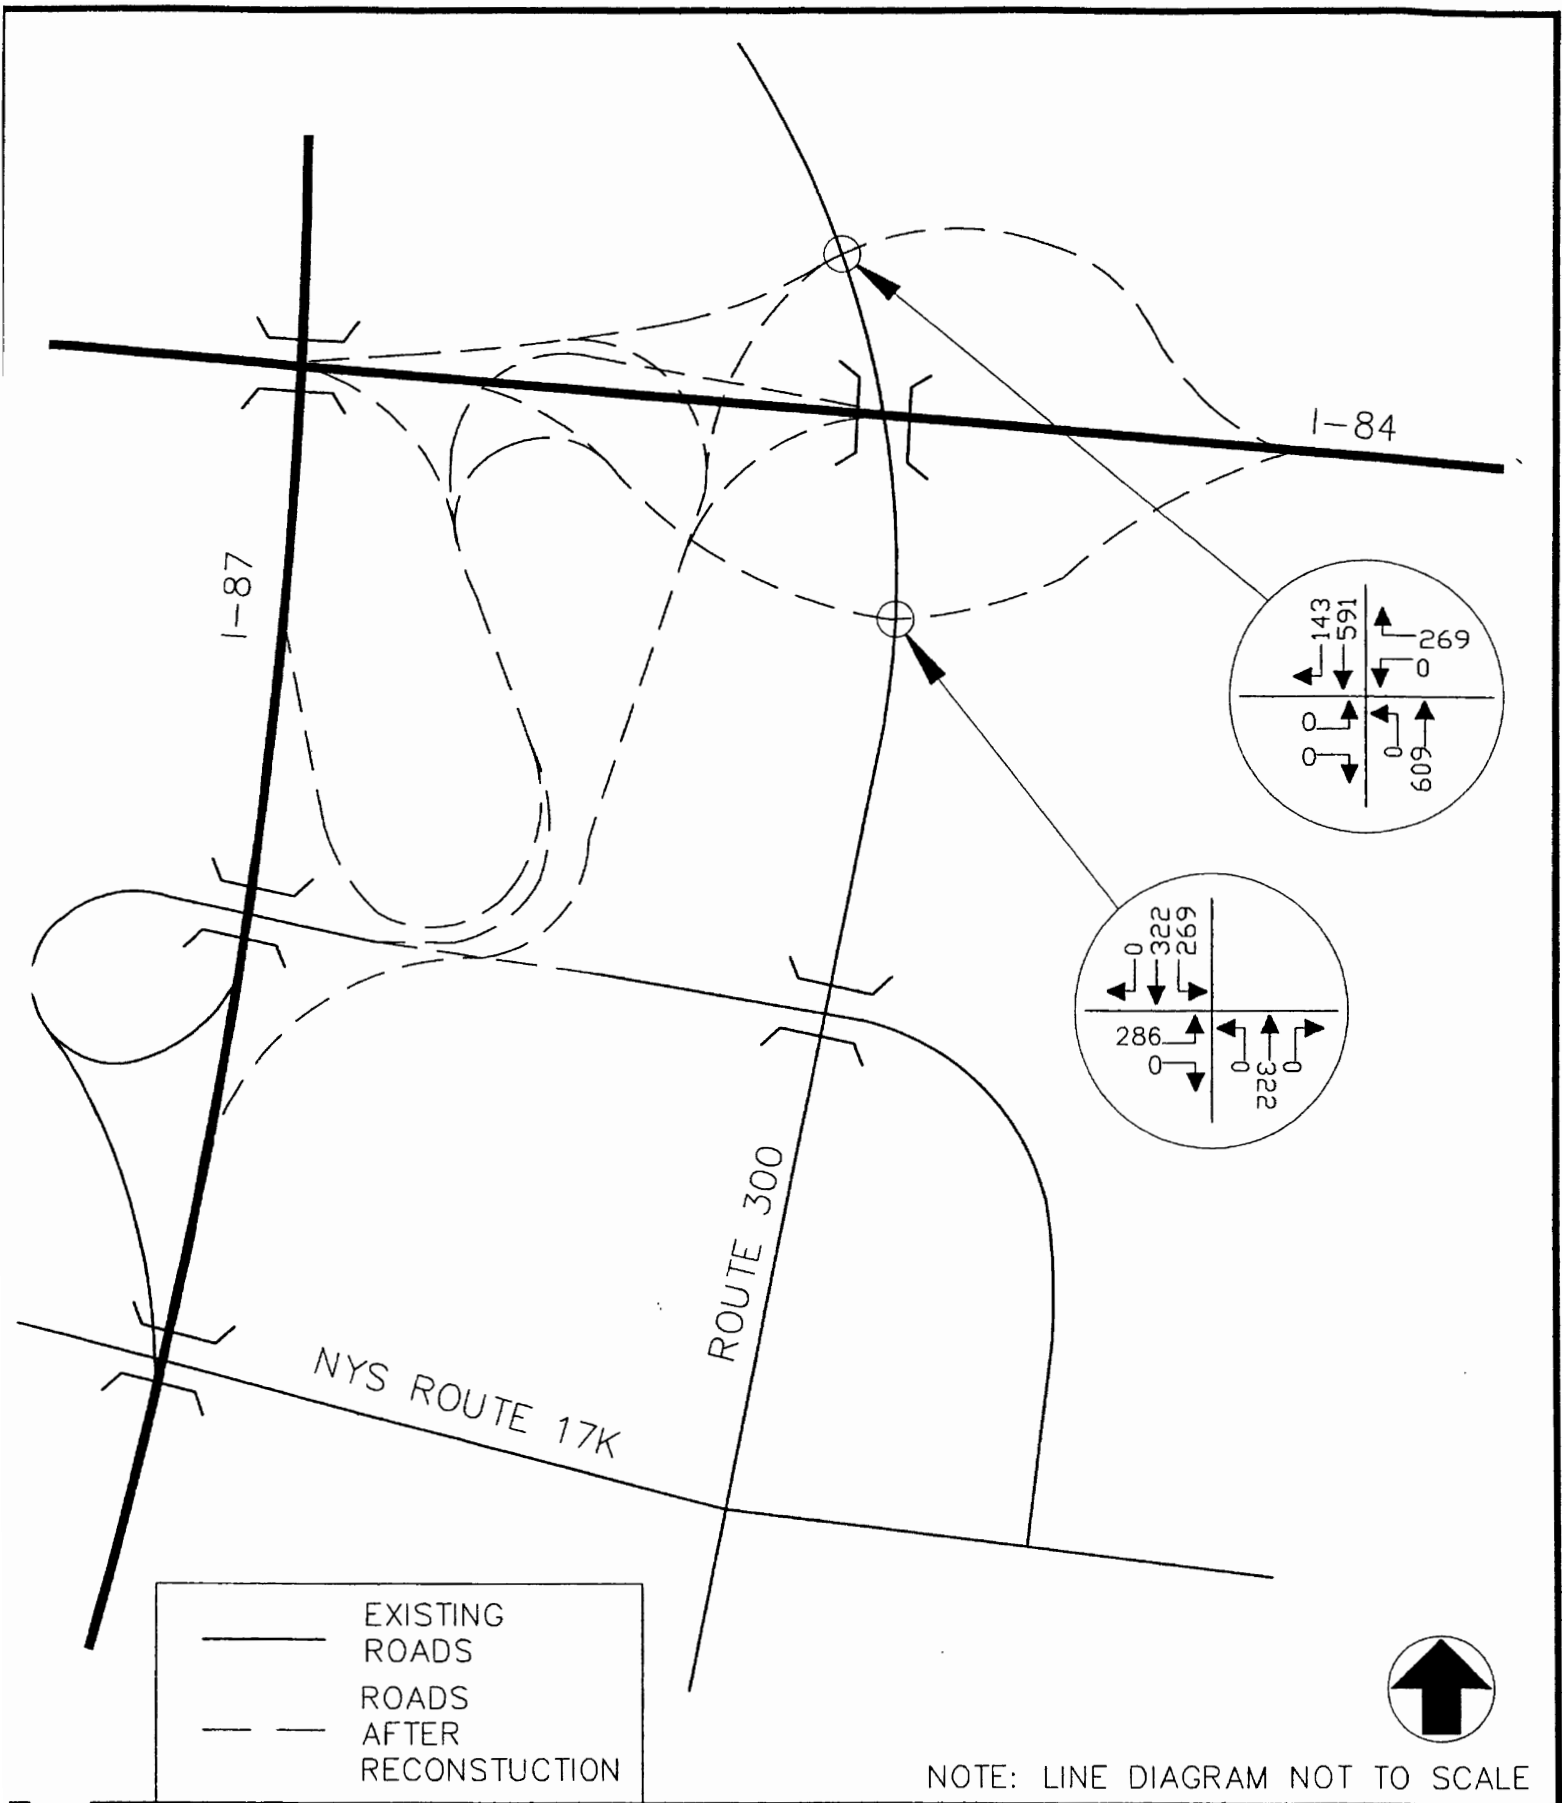 I-84
I-87
143
591
269
0
0
0
0
609
0
322
269
286
0
0
322
0
ROUTE 300
NYS ROUTE 17K
EXISTING
ROADS
ROADS
AFTER
RECONSTUCTION
NOTE: LINE DIAGRAM NOT TO SCALE